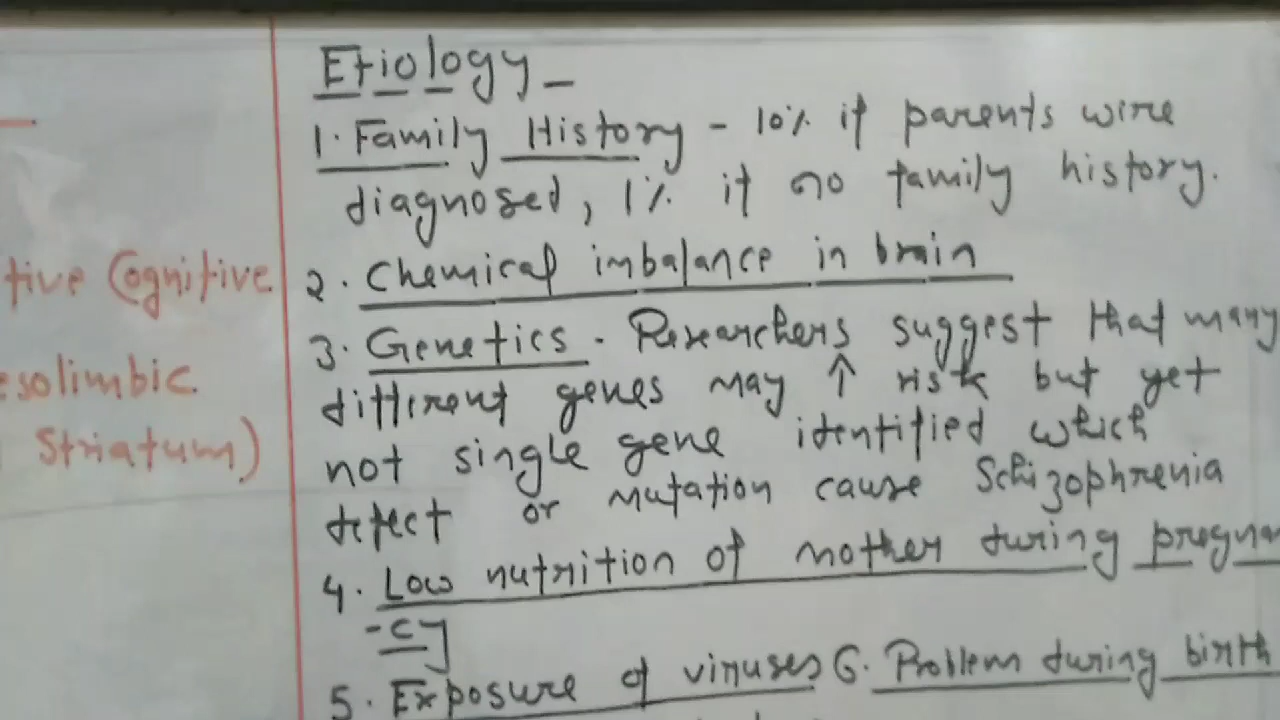 Etiology -
1. Family History - 10% if parents wire
diagnosed, 1% if no family history.
2. Chemical imbalance in brain
3. Genetics. Researchers suggest that many
different genes may ↑ risk but yet
not single gene identified which
defect or mutation cause Schizophrenia
4. Low nutrition of mother during pregnan
-cy
5. Exposure of viruses 6. Problem during birth
tive Cognitive
esolimbic
Striatum)